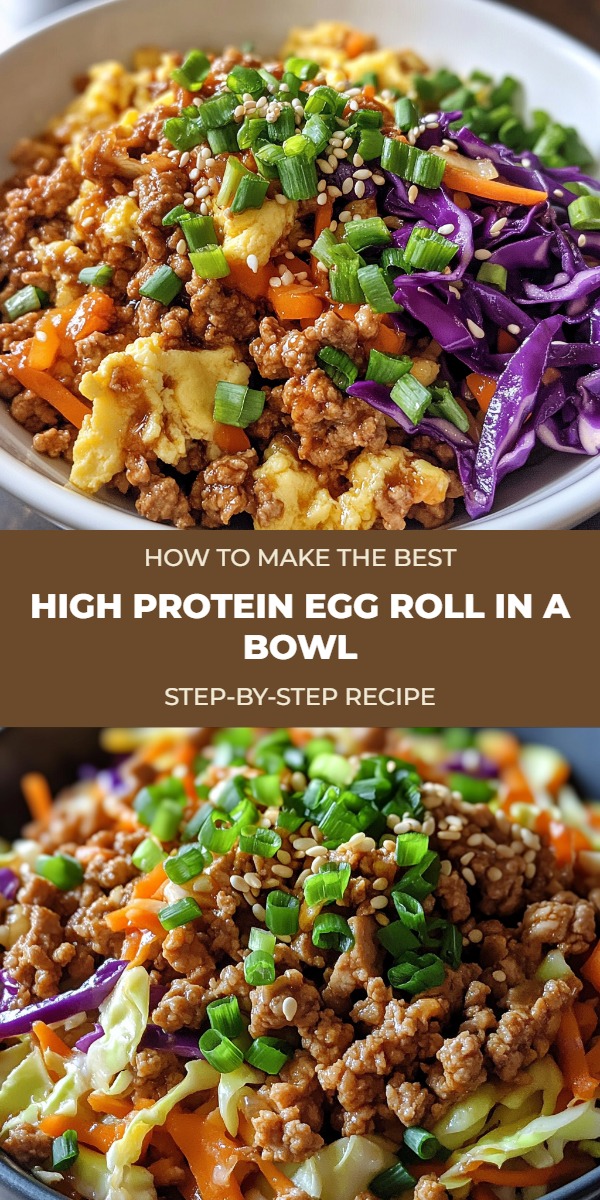 HOW TO MAKE THE BEST
HIGH PROTEIN EGG ROLL IN A
BOWL
STEP-BY-STEP RECIPE